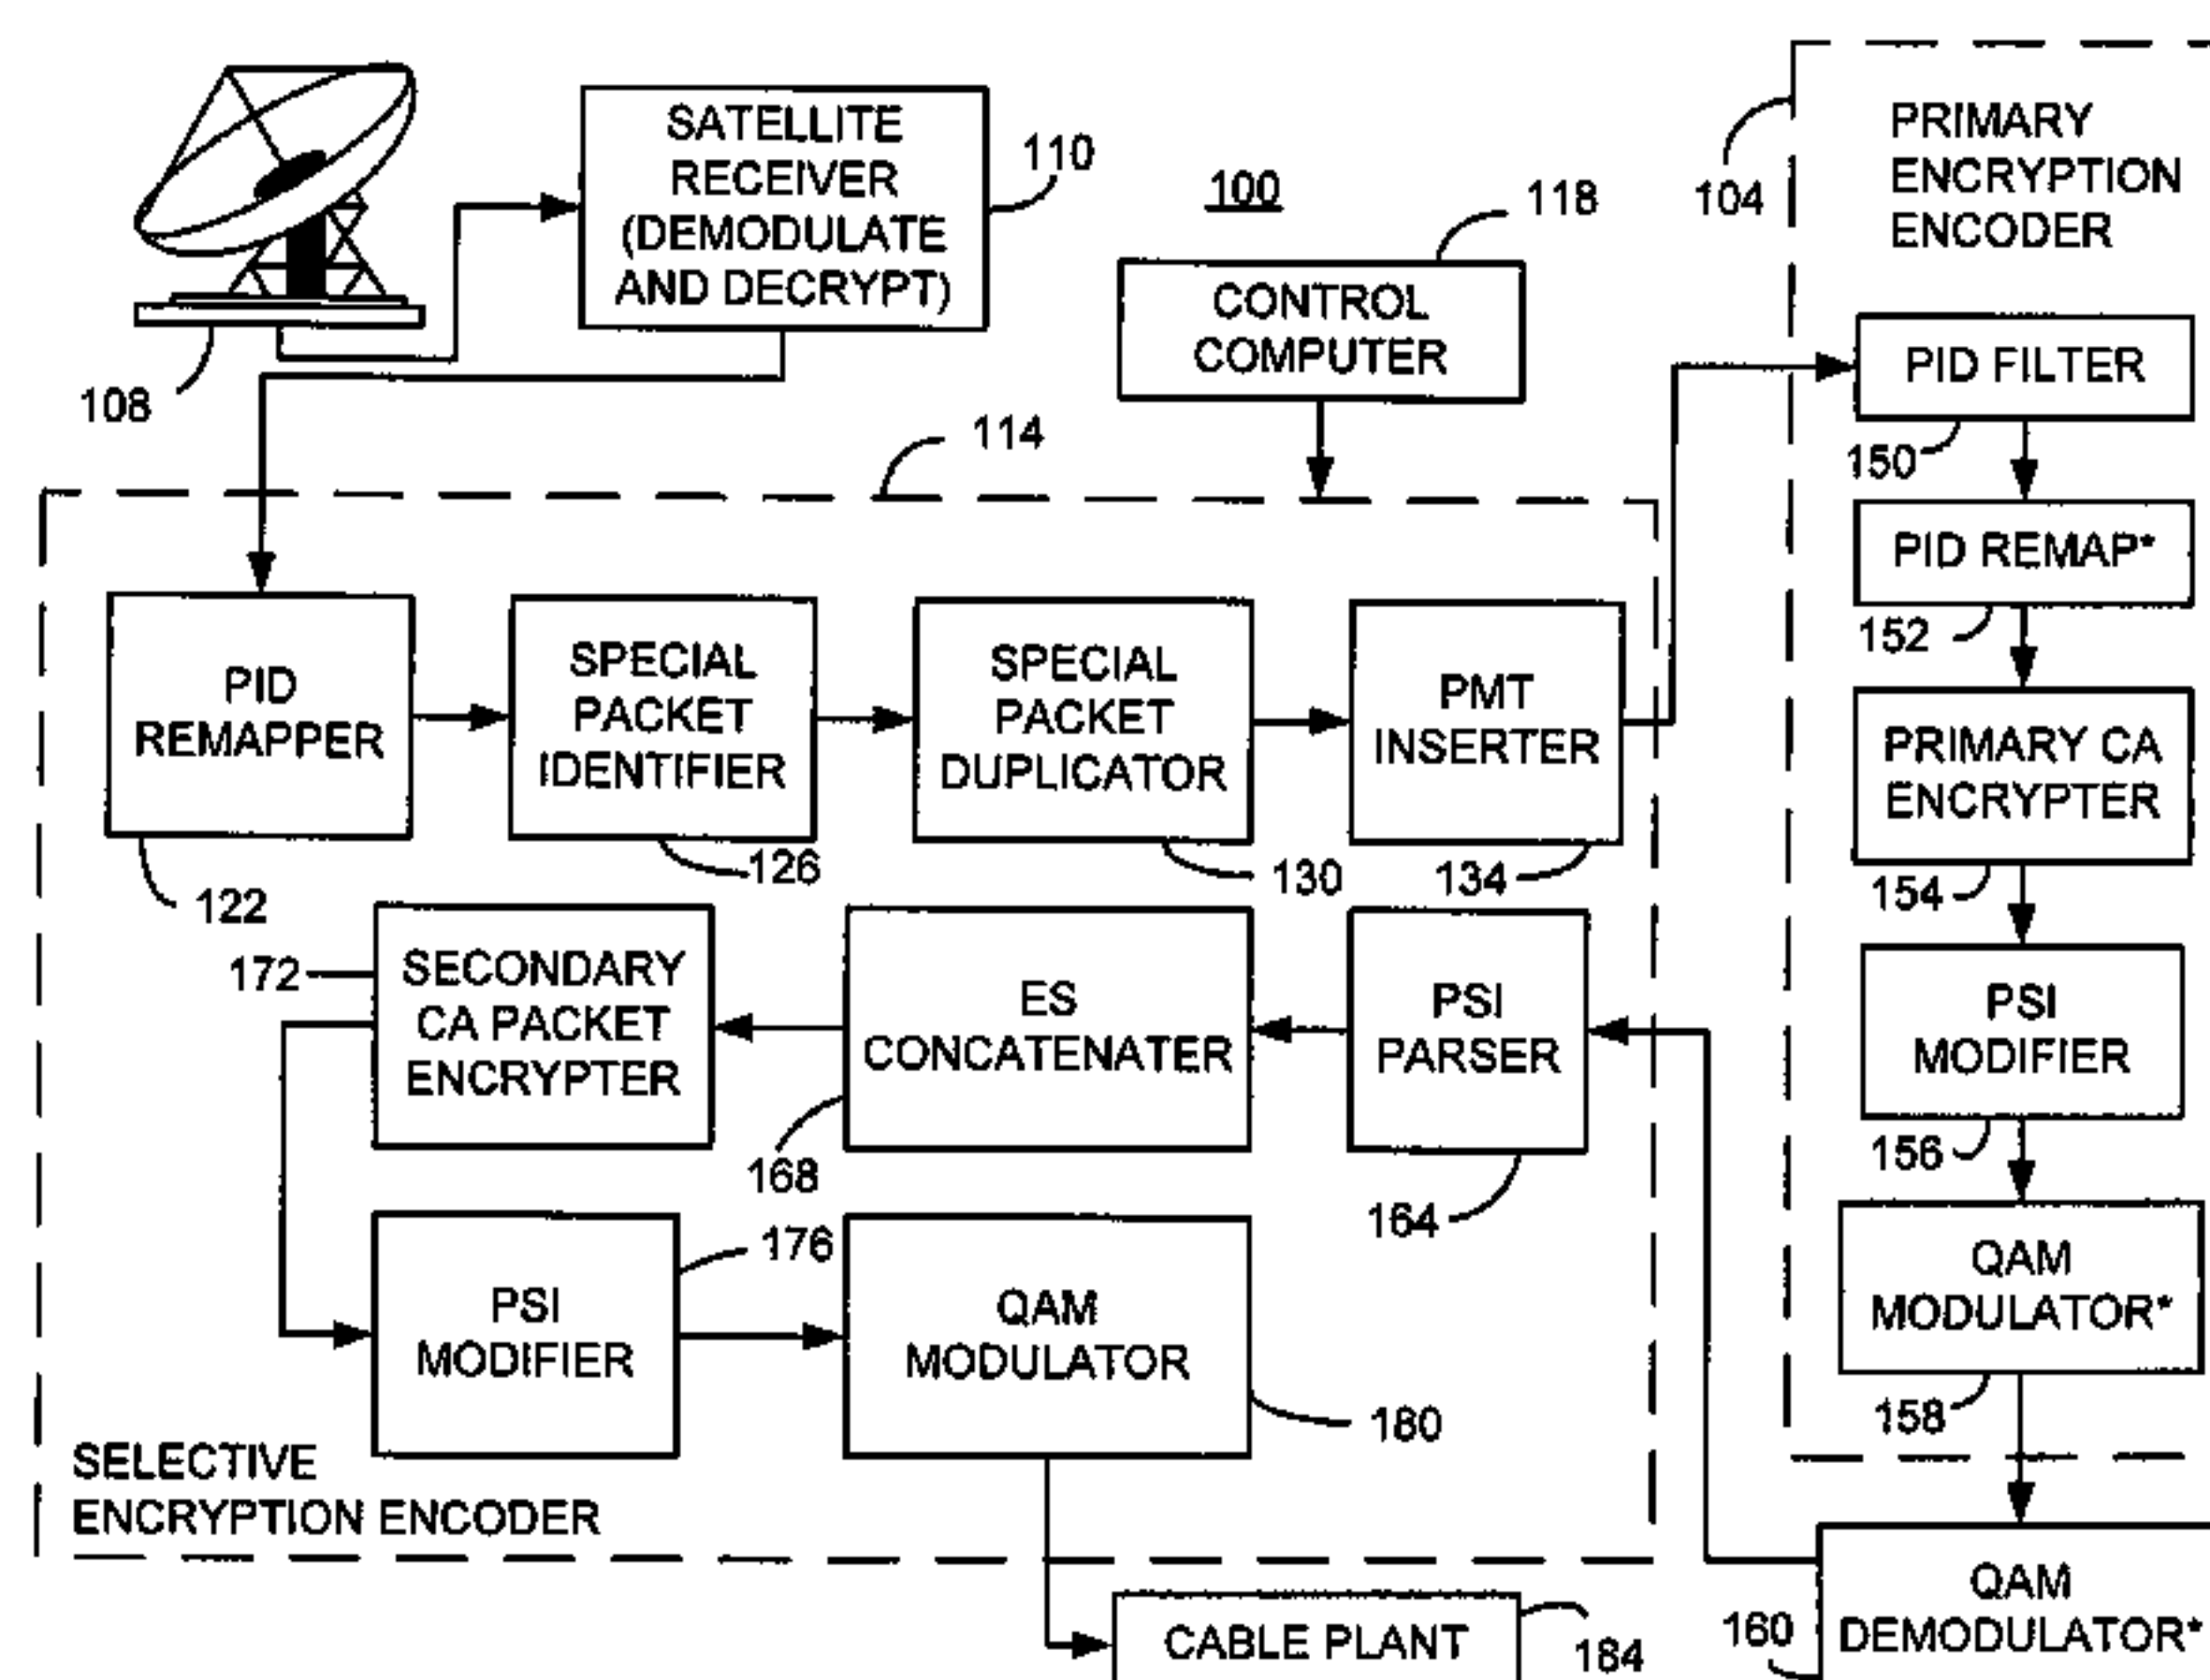 SATELLITE
RECEIVER
(DEMODULATE
AND DECRYPT)
110
100
118
104
PRIMARY
ENCRYPTION
ENCODER
CONTROL
COMPUTER
108
114
PID FILTER
150
PID REMAP*
152
PID
REMAPPER
122
SPECIAL
PACKET
IDENTIFIER
126
SPECIAL
PACKET
DUPLICATOR
130
PMT
INSERTER
134
PRIMARY CA
ENCRYPTER
154
172
SECONDARY
CA PACKET
ENCRYPTER
ES
CONCATENATER
168
PSI
PARSER
164
PSI
MODIFIER
156
PSI
MODIFIER
176
QAM
MODULATOR
180
QAM
MODULATOR*
158
SELECTIVE
ENCRYPTION ENCODER
CABLE PLANT
184
160
QAM
DEMODULATOR*